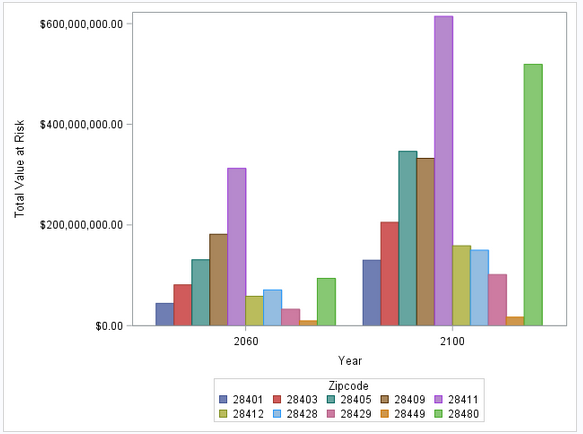 $600,000,000.00
$400,000,000.00
$200,000,000.00
$0.00
Total Value at Risk
2060 2100
Year
Zipcode
28401 28403 28405 28409 28411
28412 28428 28429 28449 28480